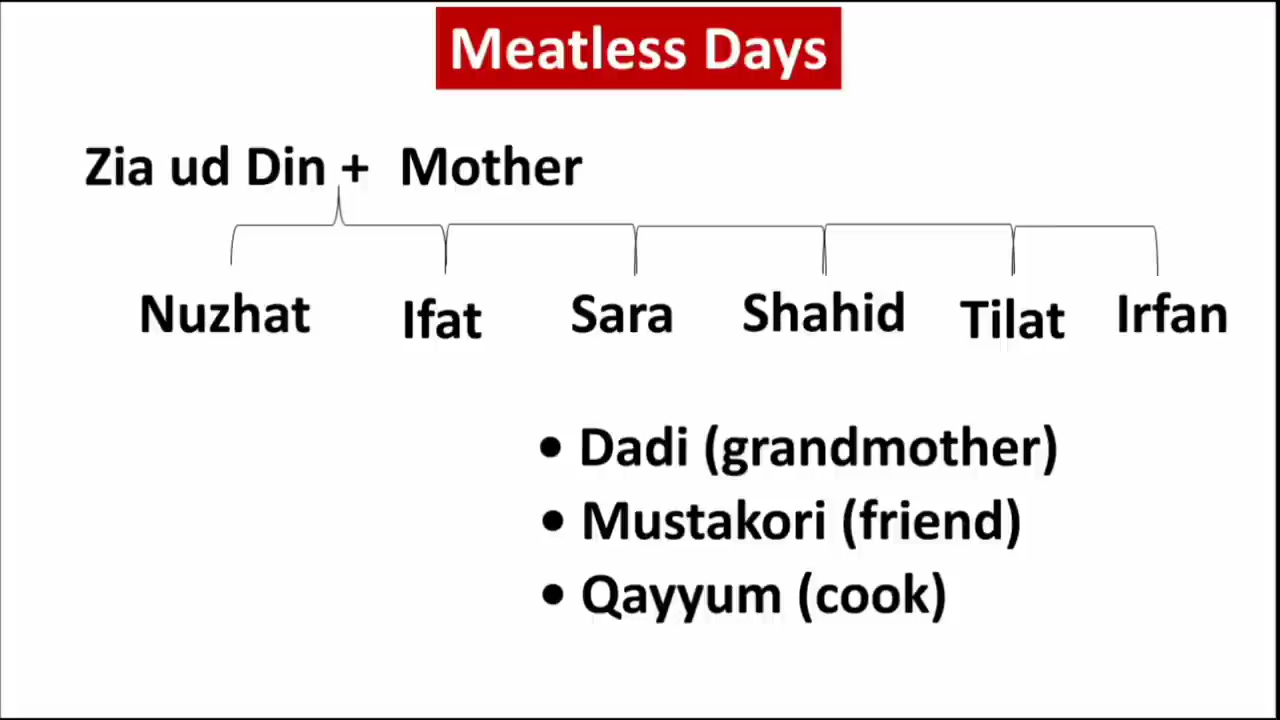 Meatless Days
Zia ud Din + Mother
Nuzhat Ifat Sara Shahid Tilat Irfan
• Dadi (grandmother)
• Mustakori (friend)
• Qayyum (cook)